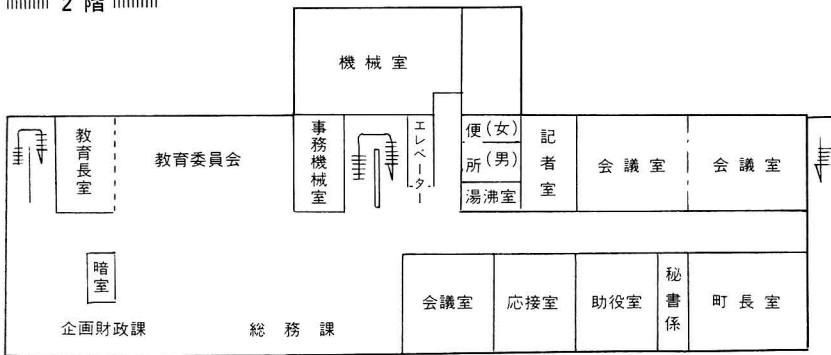 2 階
機械室
教育長室
教育委員会
事務機械室
エレベーター
便所
(女)
(男)
湯沸室
記者室
会議室
会議室
暗室
企画財政課
総務課
会議室
応接室
助役室
秘書係
町長室